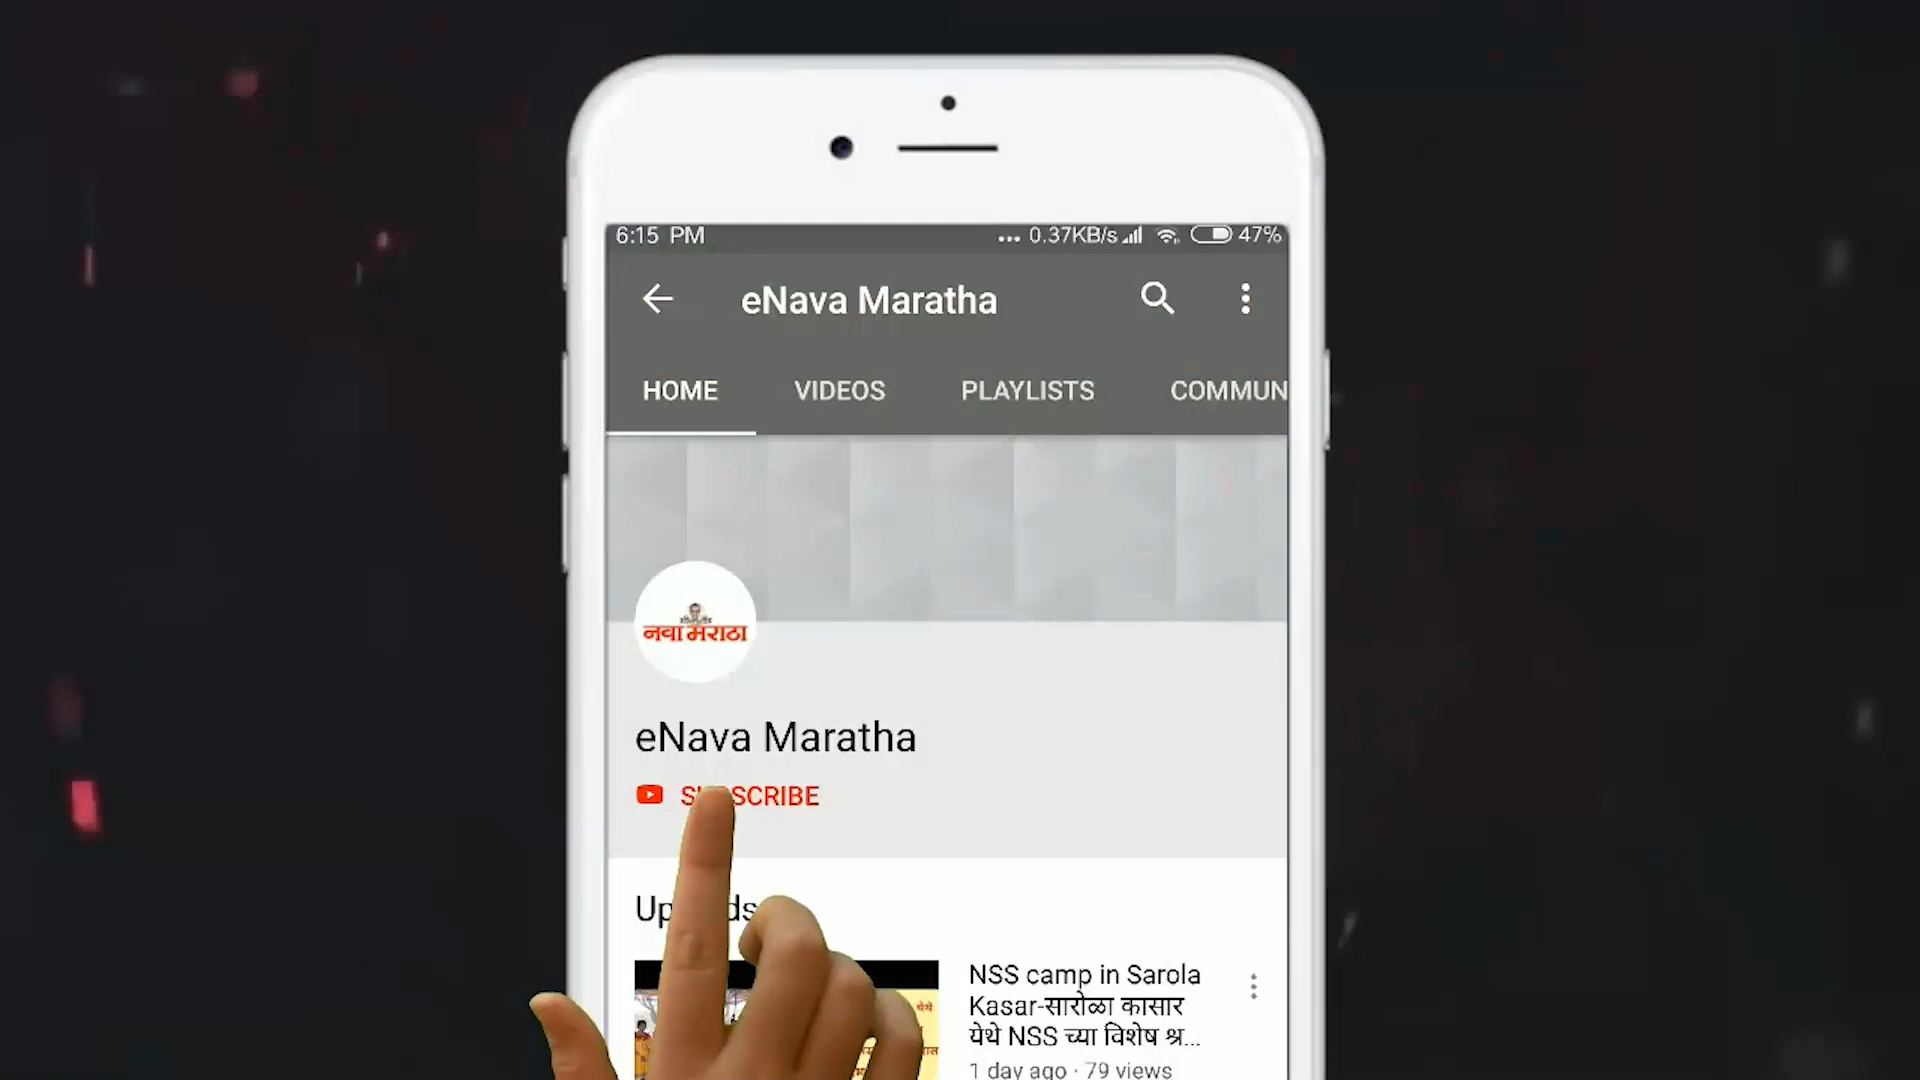 6:15 PM ... 0.37KB/s 47%
eNava Maratha
HOME VIDEOS PLAYLISTS COMMUN
नवा मराठा
eNava Maratha
SCRIBE
NSS camp in Sarola
Kasar-सारोळा कासार
येथे NSS च्या विशेष श्र...
1 day ago · 79 views
येथे